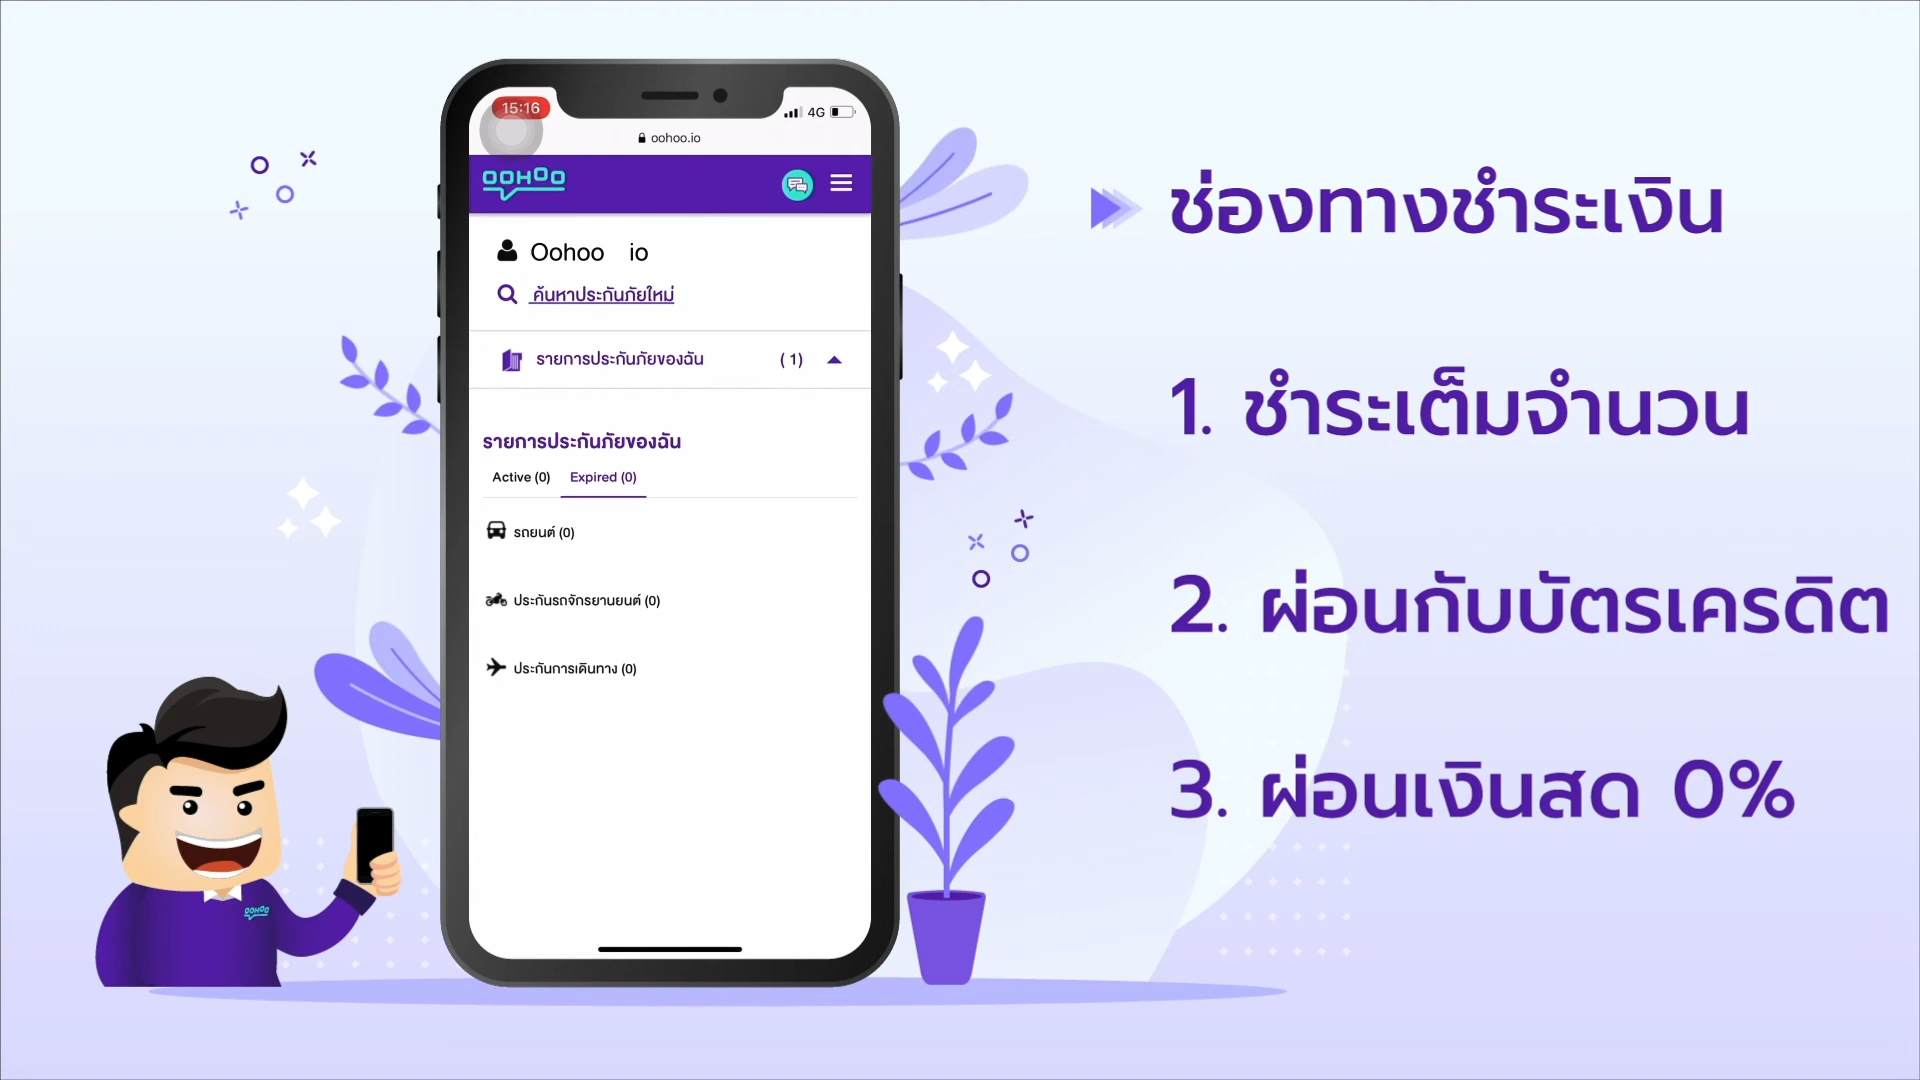 15:16
4G
oohoo.io
OOHOO
Oohoo io
ค้นหาประกันภัยใหม่
รายการประกันภัยของฉัน (1)
รายการประกันภัยของฉัน
Active (0) Expired (0)
รถยนต์ (0)
ประกันรถจักรยานยนต์ (0)
ประกันการเดินทาง (0)
OOHOO
ช่องทางชำระเงิน
1. ชำระเต็มจำนวน
2. ผ่อนกับบัตรเครดิต
3. ผ่อนเงินสด 0%